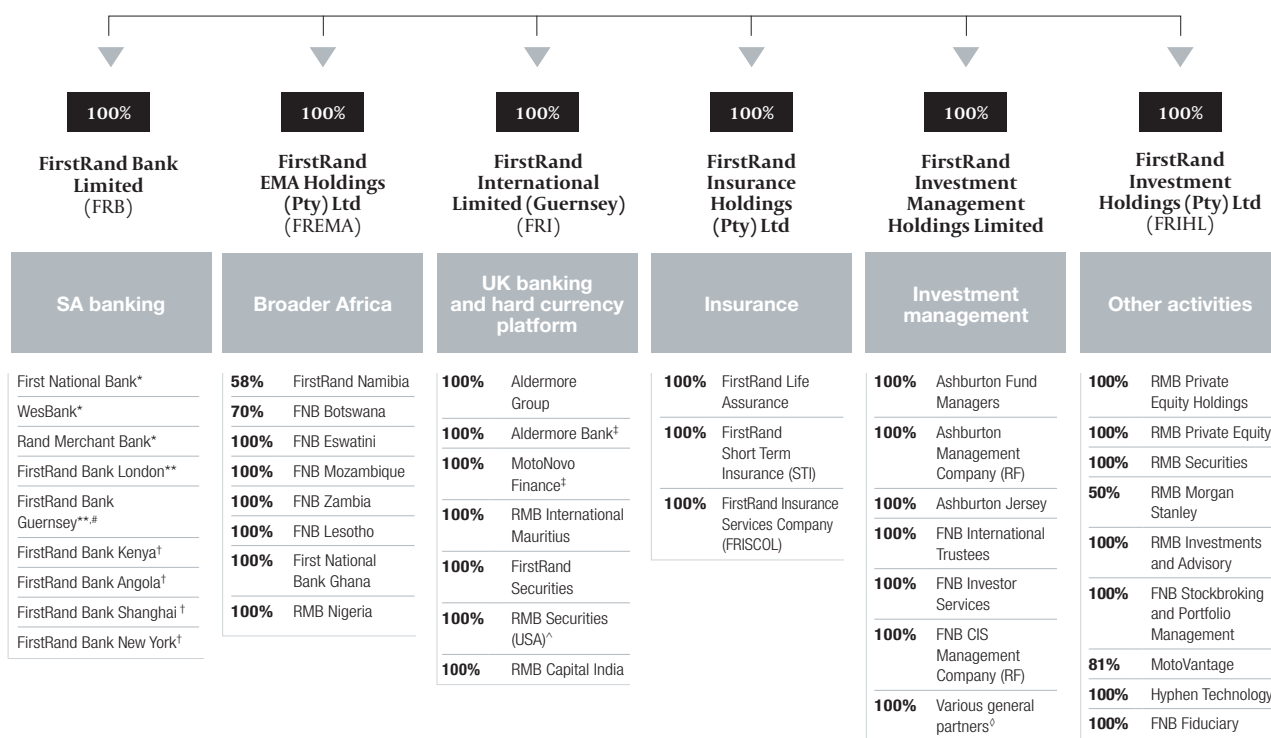 100%
FirstRand Bank
Limited
(FRB)
SA banking
First National Bank*
WesBank*
Rand Merchant Bank*
FirstRand Bank London**
FirstRand Bank
Guernsey**,#
FirstRand Bank Kenya†
FirstRand Bank Angola†
FirstRand Bank Shanghai †
FirstRand Bank New York†
100%
FirstRand
EMA Holdings
(Pty) Ltd
(FREMA)
Broader Africa
58% FirstRand Namibia
70% FNB Botswana
100% FNB Eswatini
100% FNB Mozambique
100% FNB Zambia
100% FNB Lesotho
100% First National
Bank Ghana
100% RMB Nigeria
100%
FirstRand
International
Limited (Guernsey)
(FRI)
UK banking
and hard currency
platform
100% Aldermore
Group
100% Aldermore Bank‡
100% MotoNovo
Finance‡
100% RMB International
Mauritius
100% FirstRand
Securities
100% RMB Securities
(USA)^
100% RMB Capital India
100%
FirstRand
Insurance
Holdings
(Pty) Ltd
Insurance
100% FirstRand Life
Assurance
100% FirstRand
Short Term
Insurance (STI)
100% FirstRand Insurance
Services Company
(FRISCOL)
100%
FirstRand
Investment
Management
Holdings Limited
Investment
management
100% Ashburton Fund
Managers
100% Ashburton
Management
Company (RF)
100% Ashburton Jersey
100% FNB International
Trustees
100% FNB Investor
Services
100% FNB CIS
Management
Company (RF)
100% Various general
partners◊
100%
FirstRand
Investment
Holdings (Pty) Ltd
(FRIHL)
Other activities
100% RMB Private
Equity Holdings
100% RMB Private Equity
100% RMB Securities
50% RMB Morgan
Stanley
100% RMB Investments
and Advisory
100% FNB Stockbroking
and Portfolio
Management
81% MotoVantage
100% Hyphen Technology
100% FNB Fiduciary